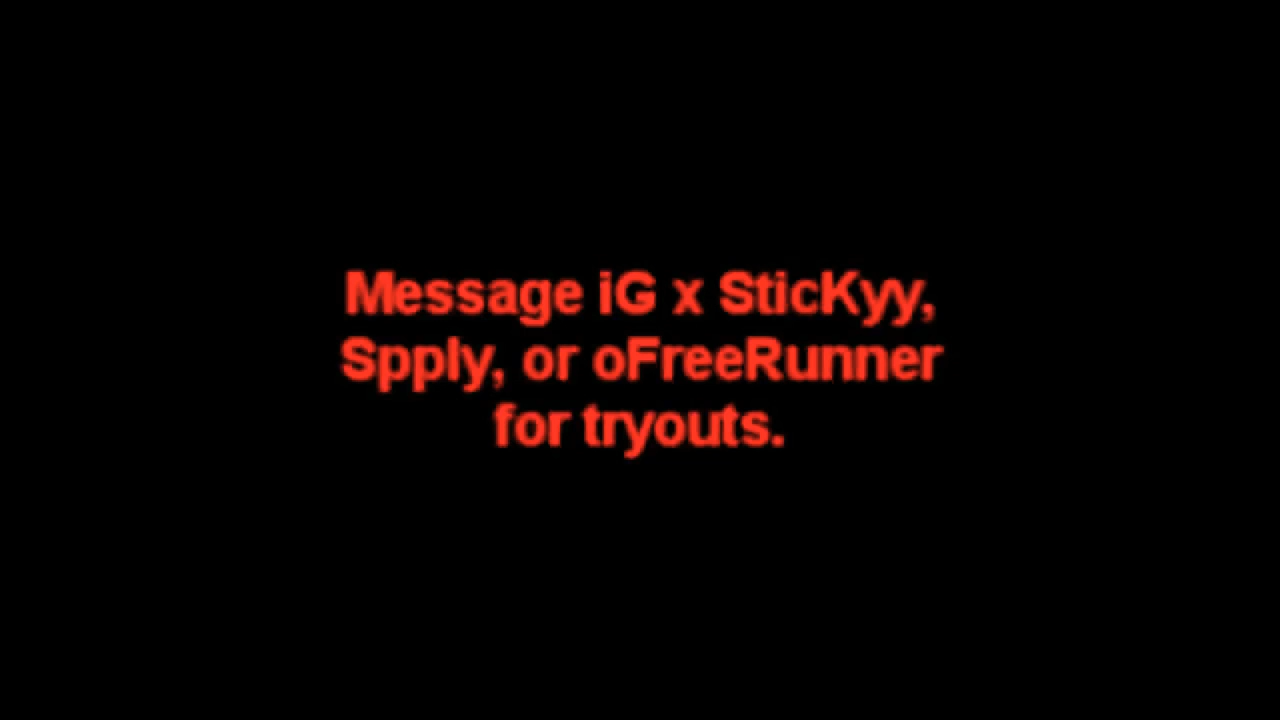 Message iG x SticKyy,
Spply, or oFreeRunner
for tryouts.